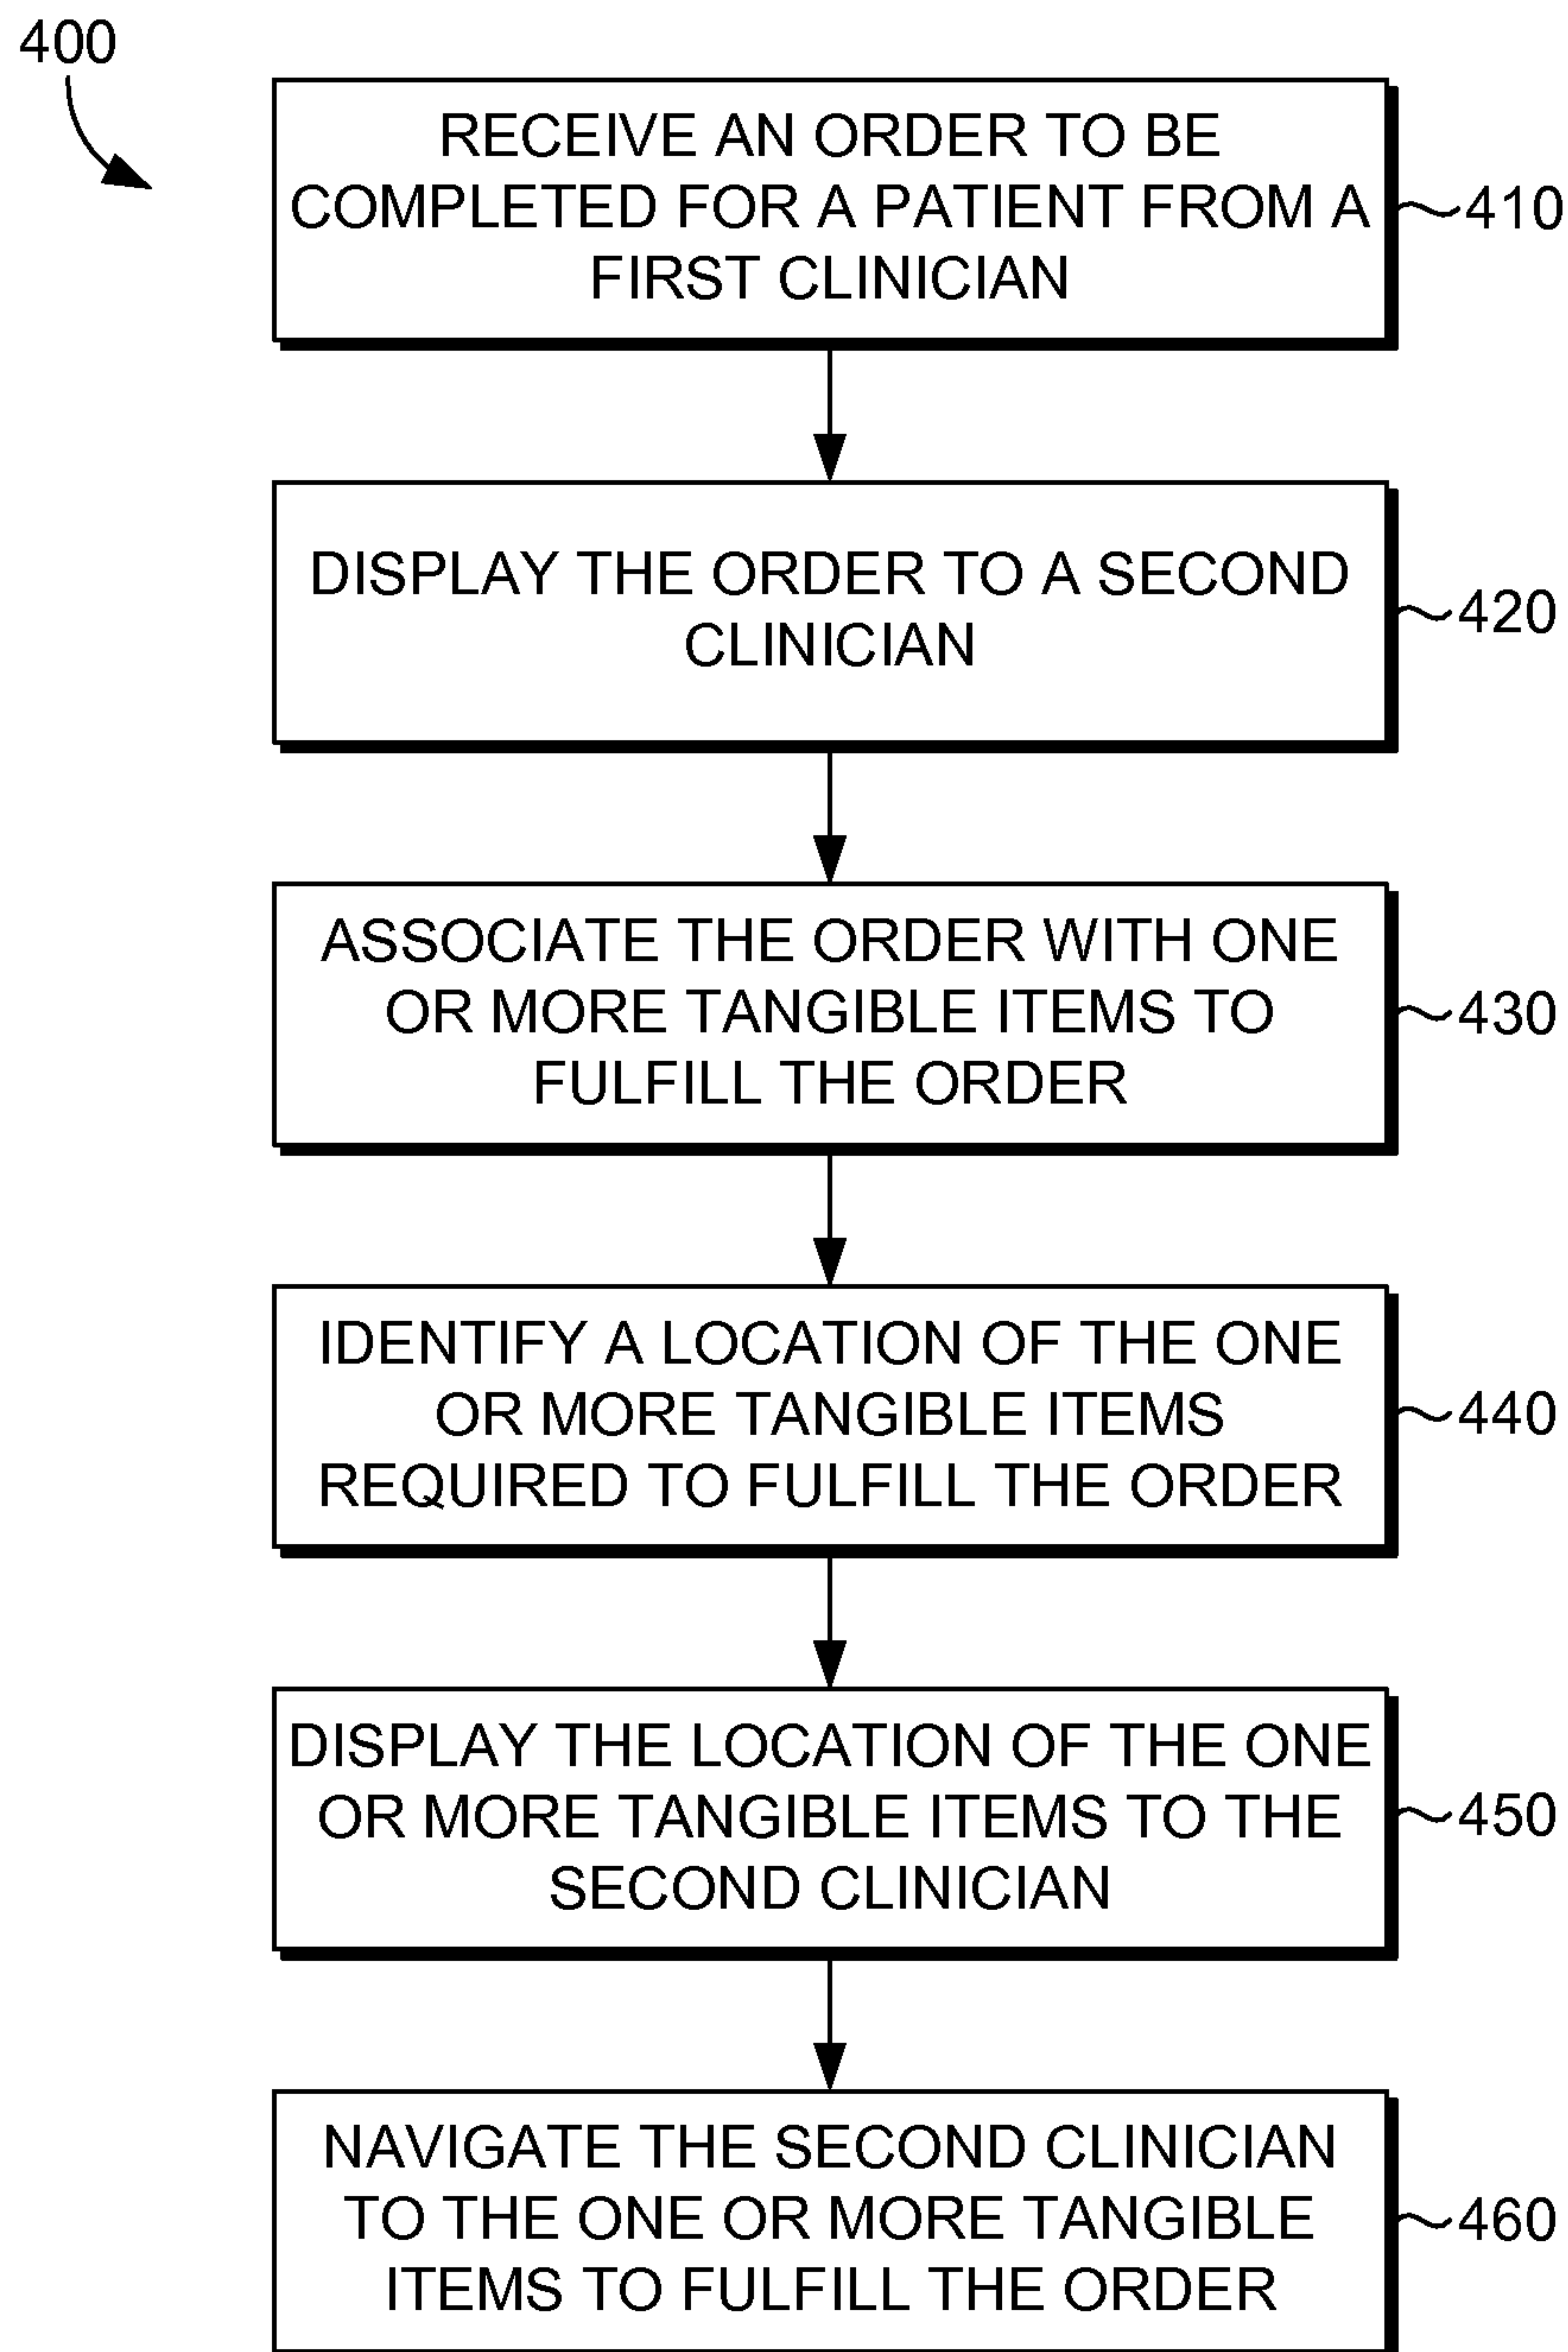 400
RECEIVE AN ORDER TO BE
COMPLETED FOR A PATIENT FROM A
FIRST CLINICIAN
410
DISPLAY THE ORDER TO A SECOND
CLINICIAN
420
ASSOCIATE THE ORDER WITH ONE
OR MORE TANGIBLE ITEMS TO
FULFILL THE ORDER
430
IDENTIFY A LOCATION OF THE ONE
OR MORE TANGIBLE ITEMS
REQUIRED TO FULFILL THE ORDER
440
DISPLAY THE LOCATION OF THE ONE
OR MORE TANGIBLE ITEMS TO THE
SECOND CLINICIAN
450
NAVIGATE THE SECOND CLINICIAN
TO THE ONE OR MORE TANGIBLE
ITEMS TO FULFILL THE ORDER
460